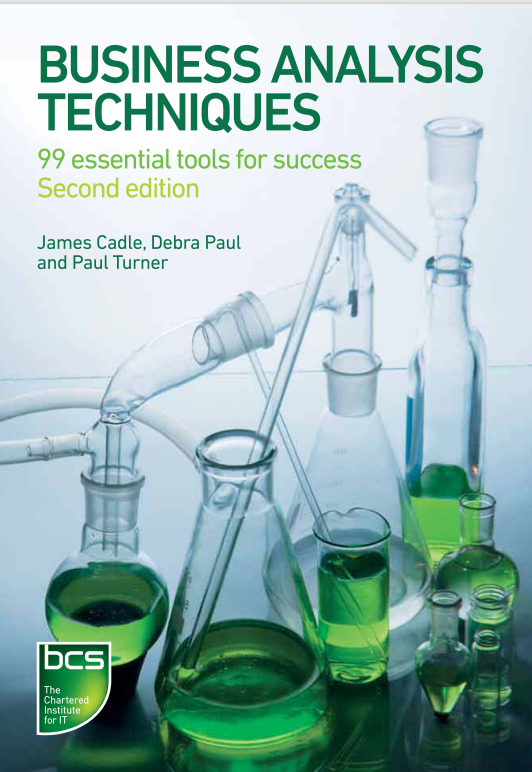 BUSINESS ANALYSIS
TECHNIQUES
99 essential tools for success
Second edition
James Cadle, Debra Paul
and Paul Turner
bcs
The
Chartered
Institute
for IT